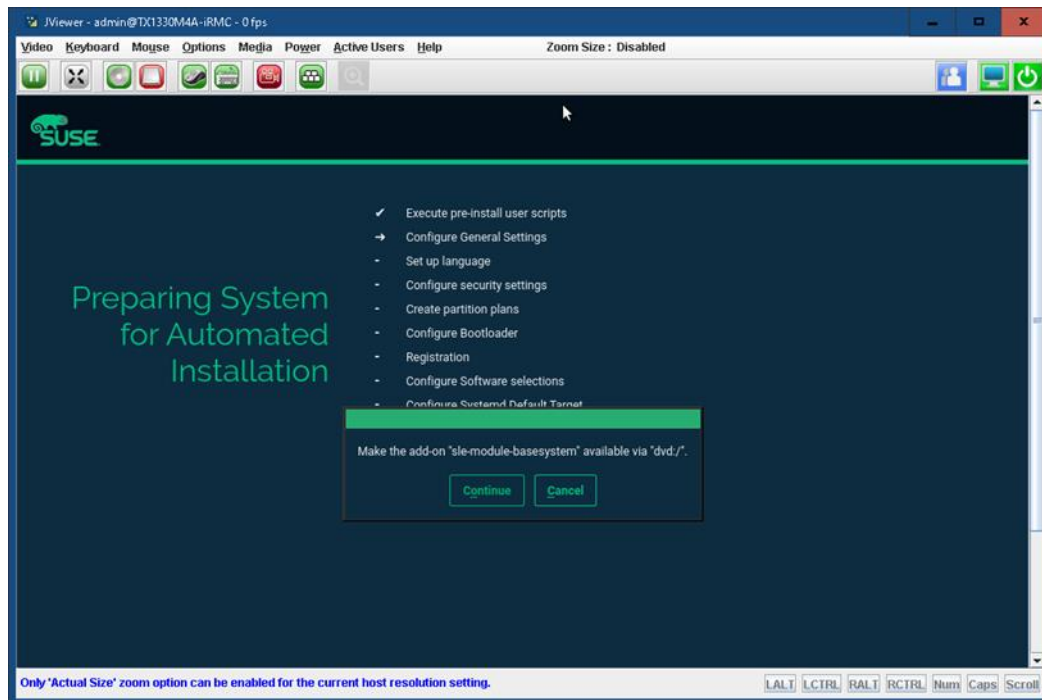 JViewer - admin@TX1330M4A-iRMC - 0 fps
Video Keyboard Mouse Options Media Power Active Users Help Zoom Size : Disabled
SUSE
Execute pre-install user scripts
Configure General Settings
Set up language
Configure security settings
Create partition plans
Configure Bootloader
Registration
Configure Software selections
Configure Systemd Default Target
Preparing System
for Automated
Installation
Make the add-on "sle-module-basesystem" available via "dvd:/".
Continue Cancel
Only 'Actual Size' zoom option can be enabled for the current host resolution setting.
LALT LCTRL RALT RCTRL Num Caps Scroll